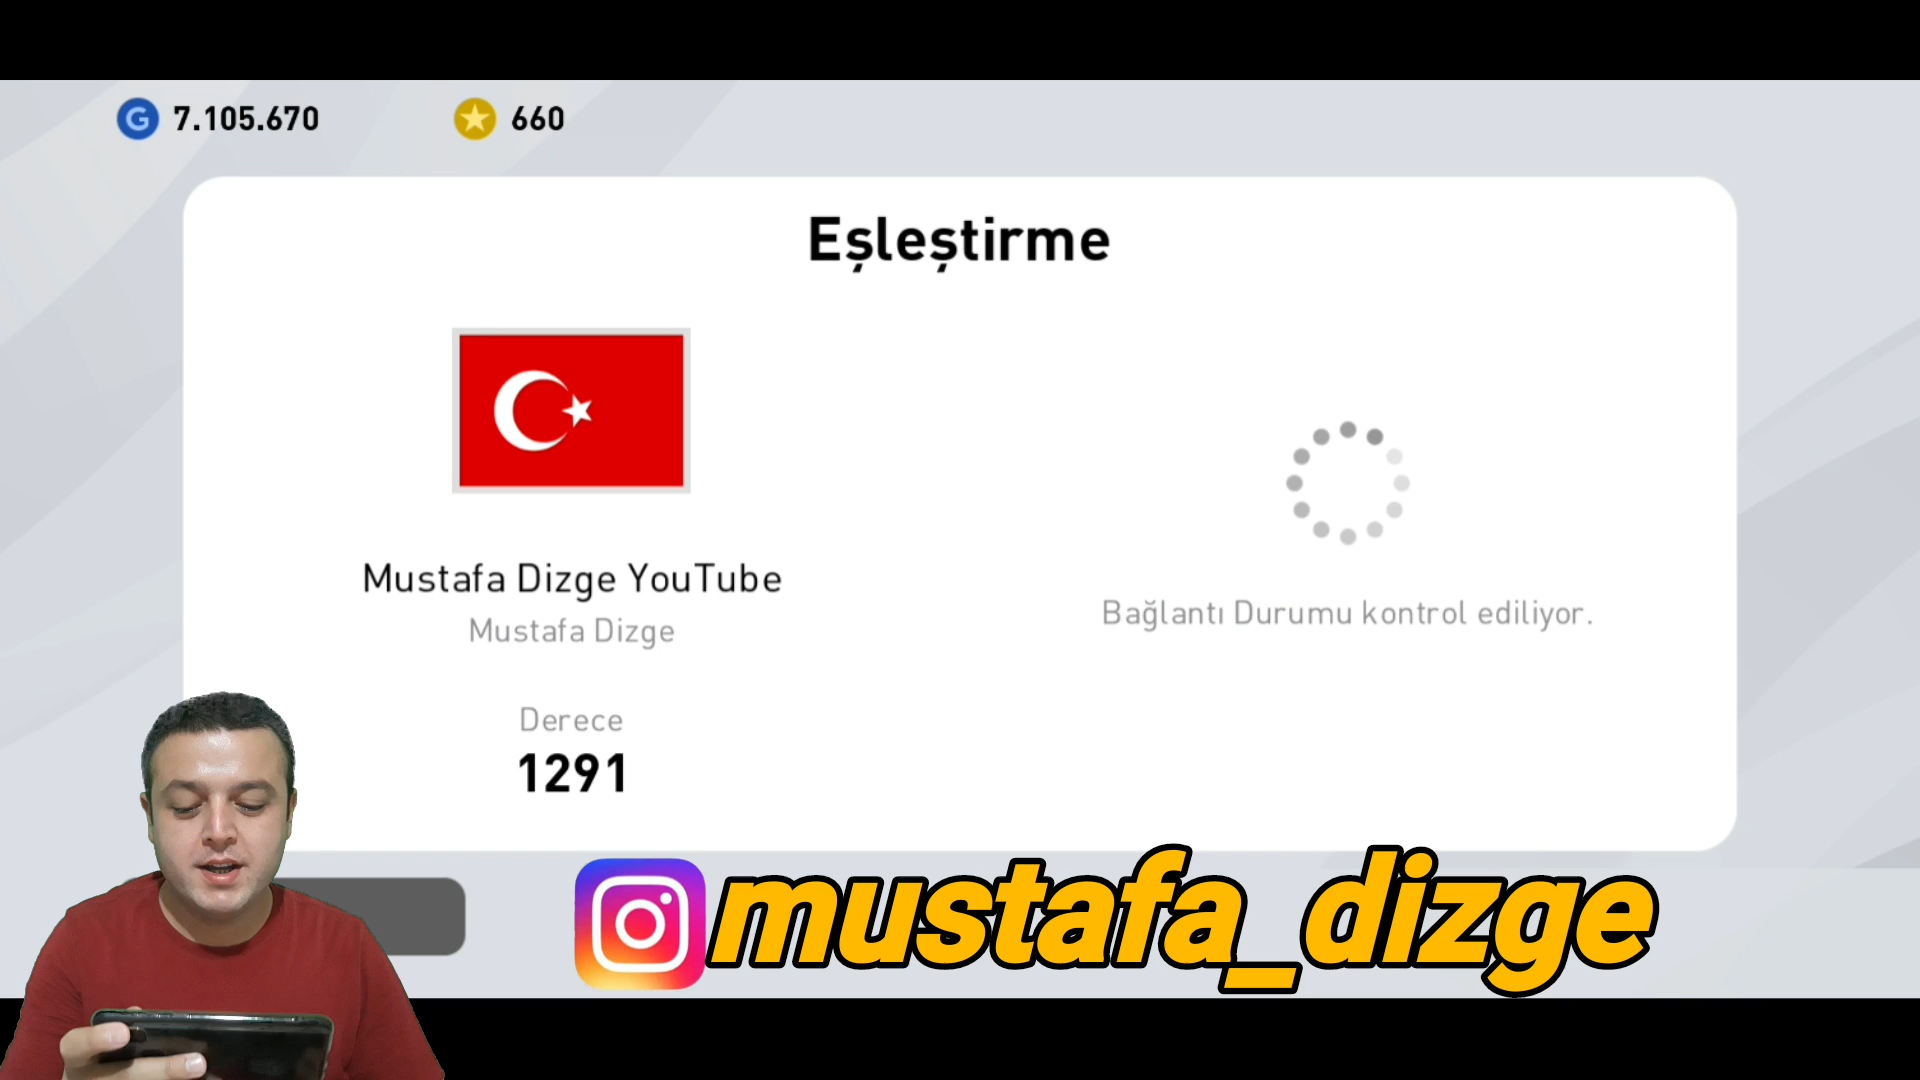 7.105.670
660
Eşleştirme
Mustafa Dizge YouTube
Mustafa Dizge
Bağlantı Durumu kontrol ediliyor.
Derece
1291
mustafa_dizge